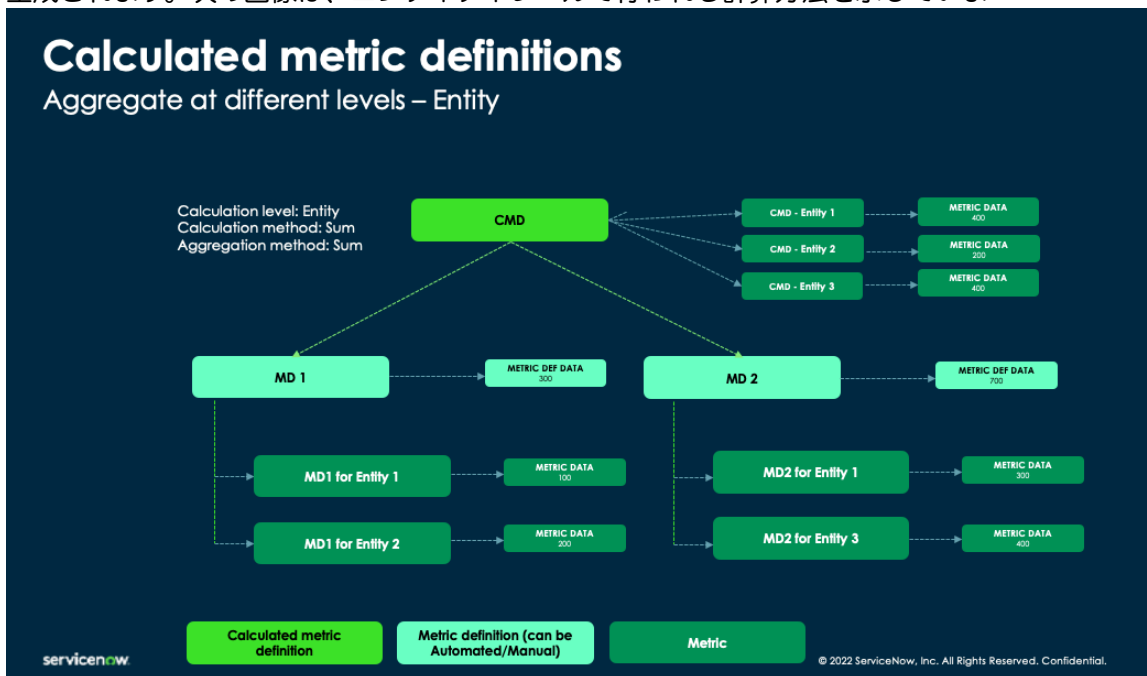 Calculated metric definitions
Aggregate at different levels – Entity
Calculation level: Entity
Calculation method: Sum
Aggregation method: Sum
CMD
CMD - Entity 1
METRIC DATA
400
CMD - Entity 2
METRIC DATA
200
CMD - Entity 3
METRIC DATA
400
MD 1
METRIC DEF DATA
300
MD 2
METRIC DEF DATA
700
MD1 for Entity 1
METRIC DATA
100
MD2 for Entity 1
METRIC DATA
300
MD1 for Entity 2
METRIC DATA
200
MD2 for Entity 3
METRIC DATA
400
Calculated metric
definition
Metric definition (can be
Automated/Manual)
Metric
servicenow.
© 2022 ServiceNow, Inc. All Rights Reserved. Confidential.